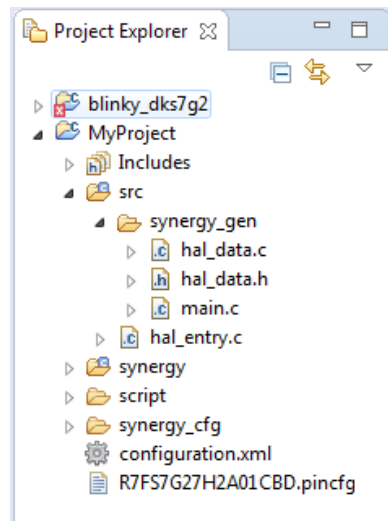 Project Explorer
blinky_dks7g2
MyProject
Includes
src
synergy_gen
hal_data.c
hal_data.h
main.c
hal_entry.c
synergy
script
synergy_cfg
configuration.xml
R7FS7G27H2A01CBD.pincfg